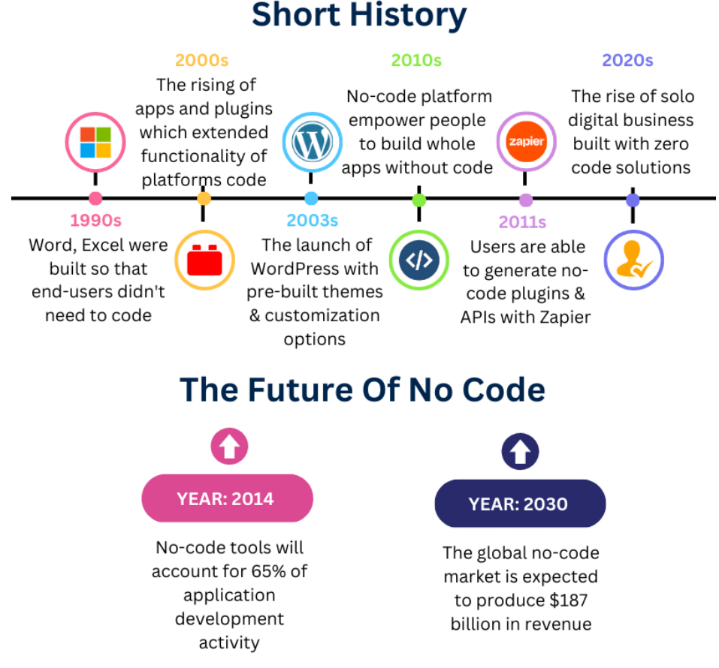 Short History
2000s
The rising of
apps and plugins
which extended
functionality of
platforms code
2010s
No-code platform
empower people
to build whole
apps without code
2020s
The rise of solo
digital business
built with zero
code solutions
zapier
1990s
Word, Excel were
built so that
end-users didn't
need to code
2003s
The launch of
WordPress with
pre-built themes
& customization
options
2011s
Users are able
to generate no-
code plugins &
APIs with Zapier
The Future Of No Code
YEAR: 2014
No-code tools will
account for 65% of
application
development
activity
YEAR: 2030
The global no-code
market is expected
to produce $187
billion in revenue